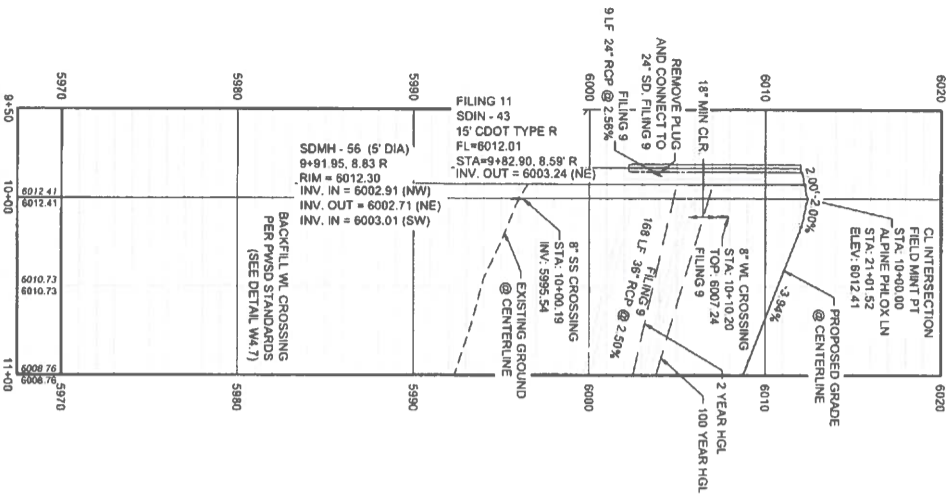 6020
6010
6000
5990
5980
5970
CL INTERSECTION
FIELD MINT PT
STA: 10+00.00
ALPINE PHLOX LN
STA: 21+01.52
ELEV: 6012.41
PROPOSED GRADE
@ CENTERLINE
2.00'-2.00%
-3.94%
18" MIN CLR
REMOVE PLUG
AND CONNECT TO
24" SD. FILING 9
FILING 9
9 LF 24" RCP @ 2.56%
8" WL CROSSING
STA: 10+10.20
TOP: 6007.24
FILING 9
FILING 9
168 LF 36" RCP @ 2.50%
2 YEAR HGL
100 YEAR HGL
FILING 11
SDIN - 43
15' CDOT TYPE R
FL=6012.01
STA=9+82.90, 8.59' R
INV. OUT = 6003.24 (NE)
SDMH - 56 (5' DIA)
9+91.95, 8.83 R
RIM = 6012.30
INV. IN = 6002.91 (NW)
INV. OUT = 6002.71 (NE)
INV. IN = 6003.01 (SW)
8" SS CROSSING
STA: 10+00.19
INV: 5995.54
EXISTING GROUND
@ CENTERLINE
BACKFILL WL CROSSING
PER PWSD STANDARDS
(SEE DETAIL W4.7)
6020
6010
6000
5990
5980
5970
6012.41
6012.41
6010.73
6010.73
6008.76
6008.76
9+50
10+00
11+00